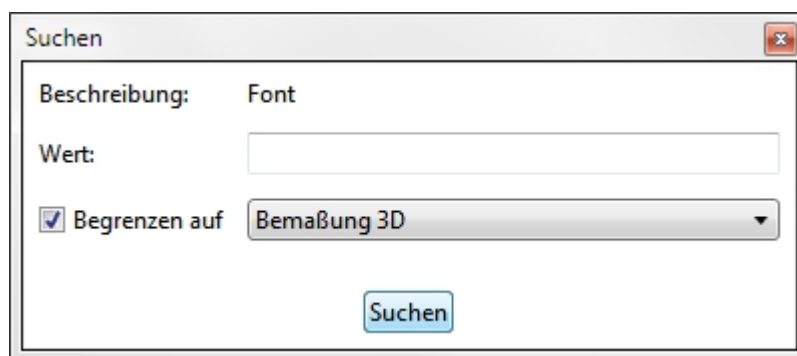 Suchen
Beschreibung: Font
Wert:
Begrenzen auf Bemaßung 3D
Suchen